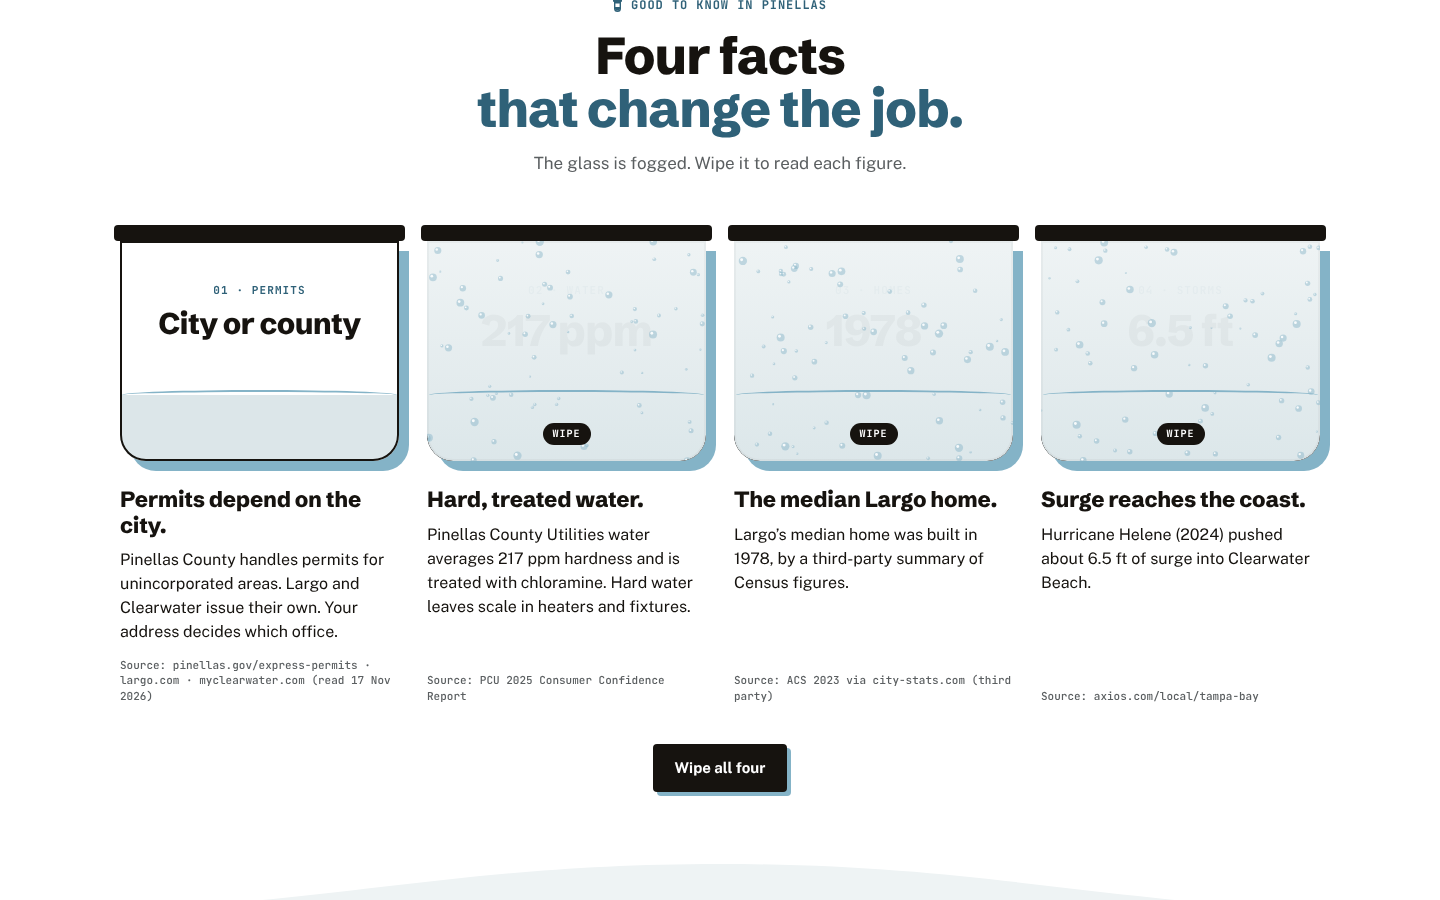 GOOD TO KNOW IN PINELLAS
Four facts
that change the job.
The glass is fogged. Wipe it to read each figure.
01 · PERMITS
City or county
217 ppm
WIPE
1978
WIPE
6.5 ft
WIPE
Permits depend on the
city.
Pinellas County handles permits for
unincorporated areas. Largo and
Clearwater issue their own. Your
address decides which office.
Source: pinellas.gov/express-permits ·
largo.com · myclearwater.com (read 17 Nov
2026)
Hard, treated water.
Pinellas County Utilities water
averages 217 ppm hardness and is
treated with chloramine. Hard water
leaves scale in heaters and fixtures.
Source: PCU 2025 Consumer Confidence
Report
The median Largo home.
Largo’s median home was built in
1978, by a third-party summary of
Census figures.
Source: ACS 2023 via city-stats.com (third
party)
Surge reaches the coast.
Hurricane Helene (2024) pushed
about 6.5 ft of surge into Clearwater
Beach.
Source: axios.com/local/tampa-bay
Wipe all four